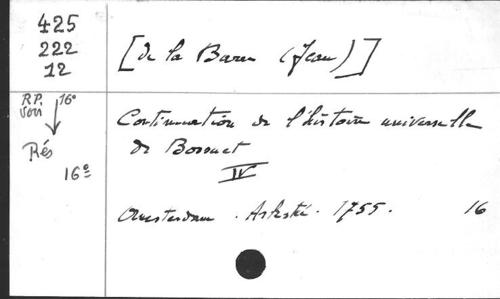 425
222
12
[de la Barre (Jean)]
R.P. 16°
voir
Rés
16°
Continuation de l'histoire universelle
de Bossuet
IV
Amsterdam. Arkstée. 1755. 16